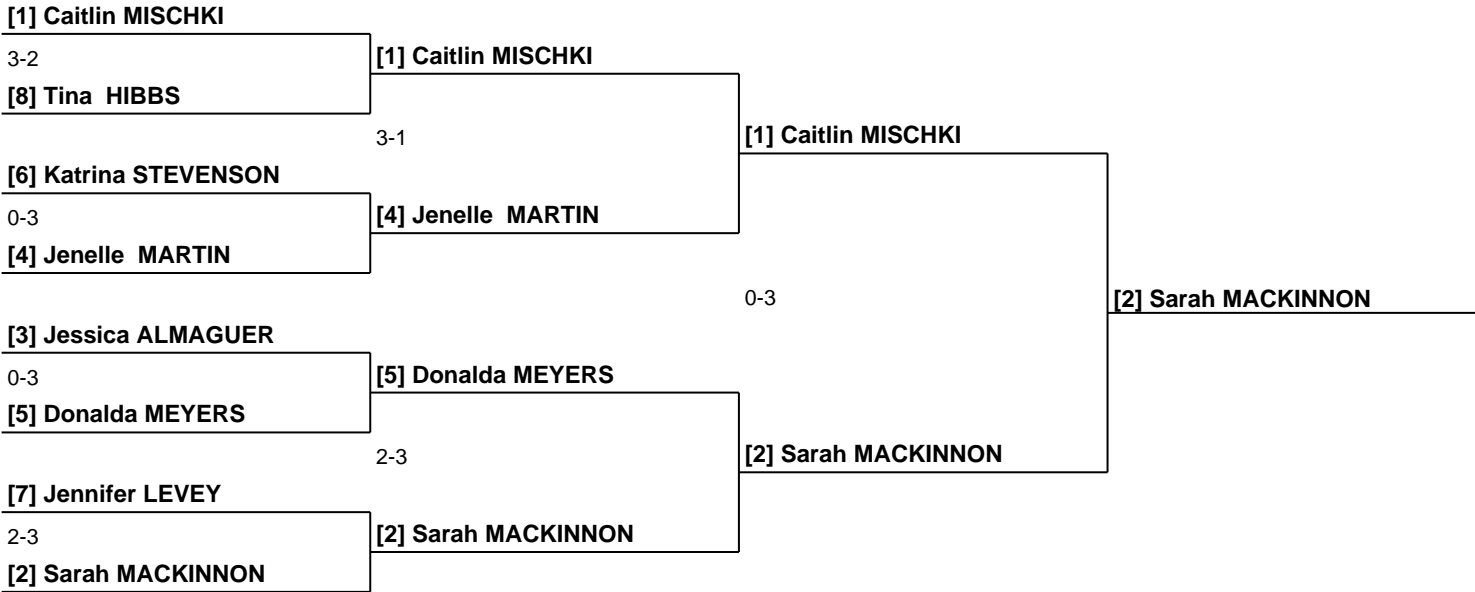 [1] Caitlin MISCHKI
3-2
[1] Caitlin MISCHKI
[8] Tina  HIBBS
3-1
[1] Caitlin MISCHKI
[6] Katrina STEVENSON
0-3
[4] Jenelle  MARTIN
[4] Jenelle  MARTIN
0-3
[2] Sarah MACKINNON
[3] Jessica ALMAGUER
0-3
[5] Donalda MEYERS
[5] Donalda MEYERS
2-3
[2] Sarah MACKINNON
[7] Jennifer LEVEY
2-3
[2] Sarah MACKINNON
[2] Sarah MACKINNON